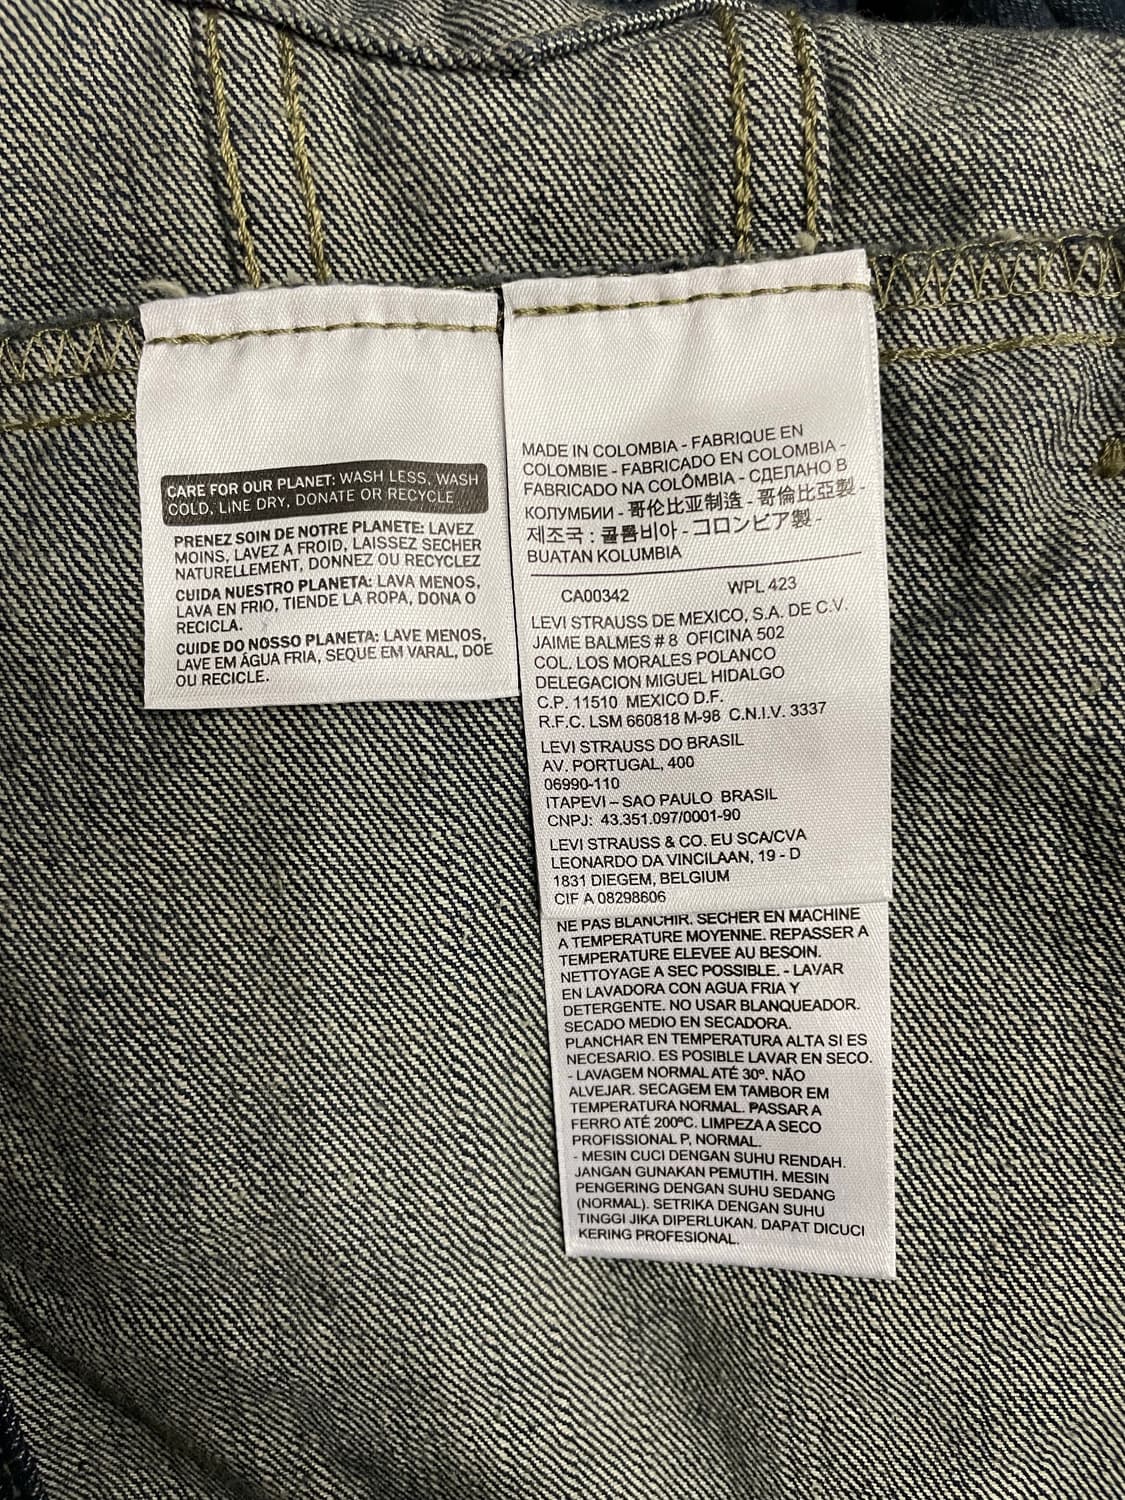 CARE FOR OUR PLANET: WASH LESS, WASH
COLD, LINE DRY, DONATE OR RECYCLE
PRENEZ SOIN DE NOTRE PLANETE: LAVEZ
MOINS, LAVEZ A FROID, LAISSEZ SECHER
NATURELLEMENT, DONNEZ OU RECYCLEZ
CUIDA NUESTRO PLANETA: LAVA MENOS,
LAVA EN FRIO, TIENDE LA ROPA, DONA O
RECICLA.
CUIDE DO NOSSO PLANETA: LAVE MENOS,
LAVE EM ÁGUA FRIA, SEQUE EM VARAL, DOE
OU RECICLE.
MADE IN COLOMBIA - FABRIQUE EN
COLOMBIE - FABRICADO EN COLOMBIA -
FABRICADO NA COLÔMBIA - СДЕЛАНО В
КОЛУМБИИ - 哥伦比亚制造 - 哥倫比亞製 -
제조국 : 콜롬비아 - コロンビア製 -
BUATAN KOLUMBIA
CA00342 WPL 423
LEVI STRAUSS DE MEXICO, S.A. DE C.V.
JAIME BALMES # 8 OFICINA 502
COL. LOS MORALES POLANCO
DELEGACION MIGUEL HIDALGO
C.P. 11510 MEXICO D.F.
R.F.C. LSM 660818 M-98 C.N.I.V. 3337
LEVI STRAUSS DO BRASIL
AV. PORTUGAL, 400
06990-110
ITAPEVI – SAO PAULO BRASIL
CNPJ: 43.351.097/0001-90
LEVI STRAUSS & CO. EU SCA/CVA
LEONARDO DA VINCILAAN, 19 - D
1831 DIEGEM, BELGIUM
CIF A 08298606
NE PAS BLANCHIR. SECHER EN MACHINE
A TEMPERATURE MOYENNE. REPASSER A
TEMPERATURE ELEVEE AU BESOIN.
NETTOYAGE A SEC POSSIBLE. - LAVAR
EN LAVADORA CON AGUA FRIA Y
DETERGENTE. NO USAR BLANQUEADOR.
SECADO MEDIO EN SECADORA.
PLANCHAR EN TEMPERATURA ALTA SI ES
NECESARIO. ES POSIBLE LAVAR EN SECO.
- LAVAGEM NORMAL ATÉ 30º. NÃO
ALVEJAR. SECAGEM EM TAMBOR EM
TEMPERATURA NORMAL. PASSAR A
FERRO ATÉ 200ºC. LIMPEZA A SECO
PROFISSIONAL P, NORMAL.
- MESIN CUCI DENGAN SUHU RENDAH.
JANGAN GUNAKAN PEMUTIH. MESIN
PENGERING DENGAN SUHU SEDANG
(NORMAL). SETRIKA DENGAN SUHU
TINGGI JIKA DIPERLUKAN. DAPAT DICUCI
KERING PROFESIONAL.